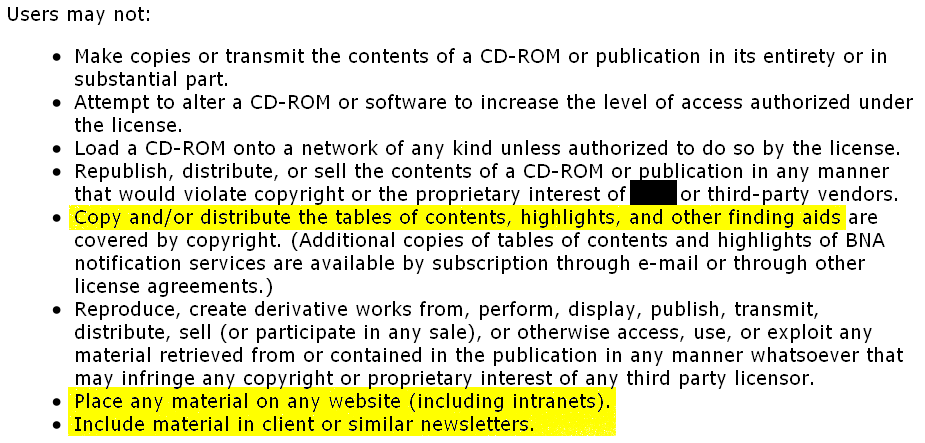 Users may not:
• Make copies or transmit the contents of a CD-ROM or publication in its entirety or in
substantial part.
• Attempt to alter a CD-ROM or software to increase the level of access authorized under
the license.
• Load a CD-ROM onto a network of any kind unless authorized to do so by the license.
• Republish, distribute, or sell the contents of a CD-ROM or publication in any manner
that would violate copyright or the proprietary interest of or third-party vendors.
• Copy and/or distribute the tables of contents, highlights, and other finding aids are
covered by copyright. (Additional copies of tables of contents and highlights of BNA
notification services are available by subscription through e-mail or through other
license agreements.)
• Reproduce, create derivative works from, perform, display, publish, transmit,
distribute, sell (or participate in any sale), or otherwise access, use, or exploit any
material retrieved from or contained in the publication in any manner whatsoever that
may infringe any copyright or proprietary interest of any third party licensor.
• Place any material on any website (including intranets).
• Include material in client or similar newsletters.